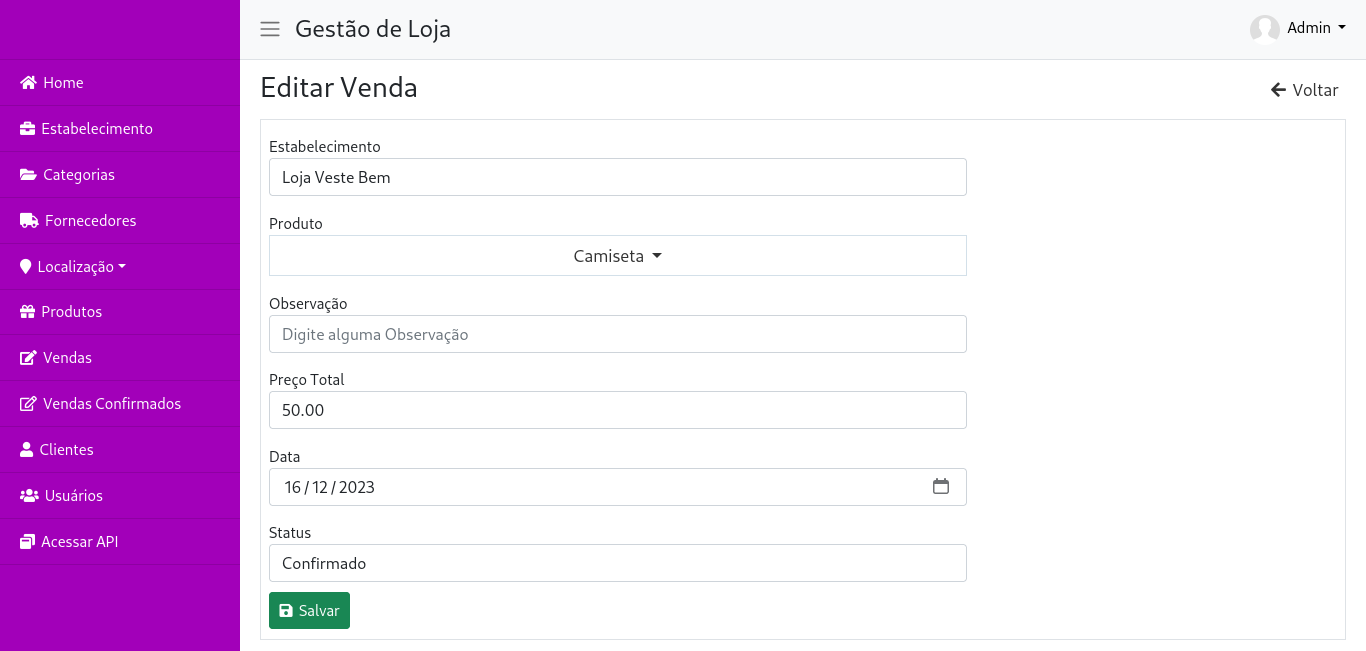 Gestão de Loja
Admin
Home
Estabelecimento
Categorias
Fornecedores
Localização
Produtos
Vendas
Vendas Confirmados
Clientes
Usuários
Acessar API
Editar Venda
Voltar
Estabelecimento
Loja Veste Bem
Produto
Camiseta
Observação
Digite alguma Observação
Preço Total
50.00
Data
16/12/2023
Status
Confirmado
Salvar